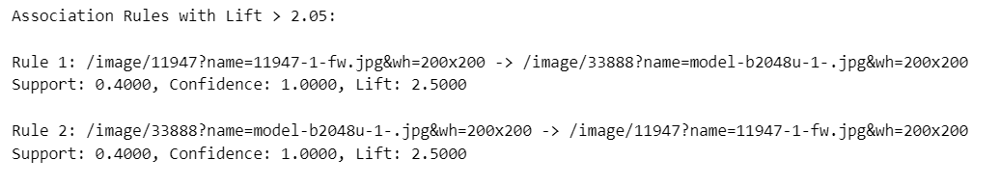 Association Rules with Lift > 2.05:
Rule 1: /image/11947?name=11947-1-fw.jpg&wh=200x200 -> /image/33888?name=model-b2048u-1-.jpg&wh=200x200
Support: 0.4000, Confidence: 1.0000, Lift: 2.5000
Rule 2: /image/33888?name=model-b2048u-1-.jpg&wh=200x200 -> /image/11947?name=11947-1-fw.jpg&wh=200x200
Support: 0.4000, Confidence: 1.0000, Lift: 2.5000